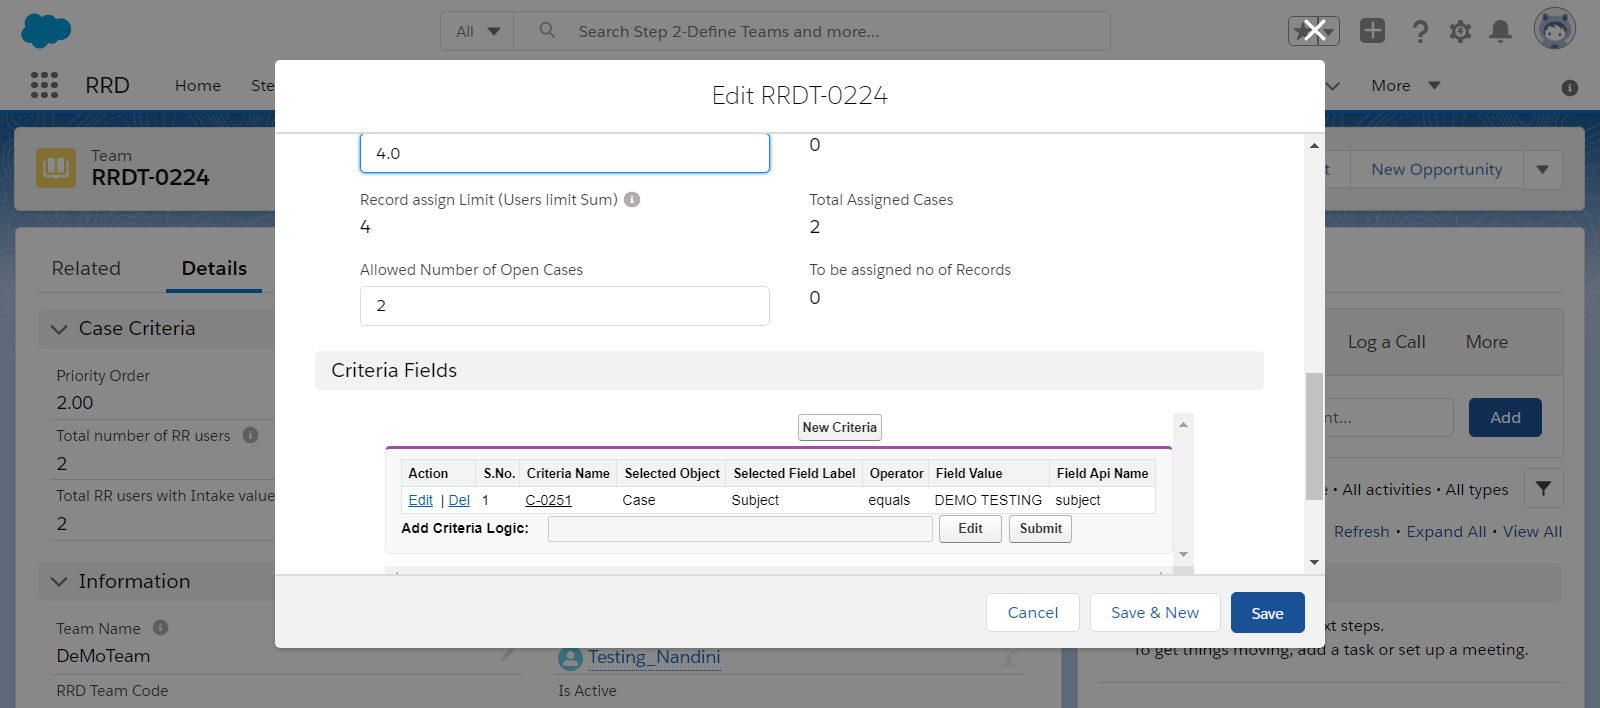 All
Search Step 2-Define Teams and more...
RRD
Home
Ste
More
Edit RRDT-0224
Team
RRDT-0224
t
New Opportunity
4.0
0
Record assign Limit (Users limit Sum)
Total Assigned Cases
4
2
Allowed Number of Open Cases
To be assigned no of Records
2
0
Related
Details
Case Criteria
Priority Order
2.00
Total number of RR users
2
Total RR users with Intake value
2
Information
Team Name
DeMoTeam
RRD Team Code
Criteria Fields
New Criteria
Action S.No. Criteria Name Selected Object Selected Field Label Operator Field Value Field Api Name
Edit | Del 1 C-0251 Case Subject equals DEMO TESTING subject
Add Criteria Logic:
Edit
Submit
Cancel
Save & New
Save
Testing_Nandini
Is Active
Log a Call
More
nt...
Add
• All activities • All types
Refresh • Expand All • View All
xt steps.
To get things moving, add a task or set up a meeting.